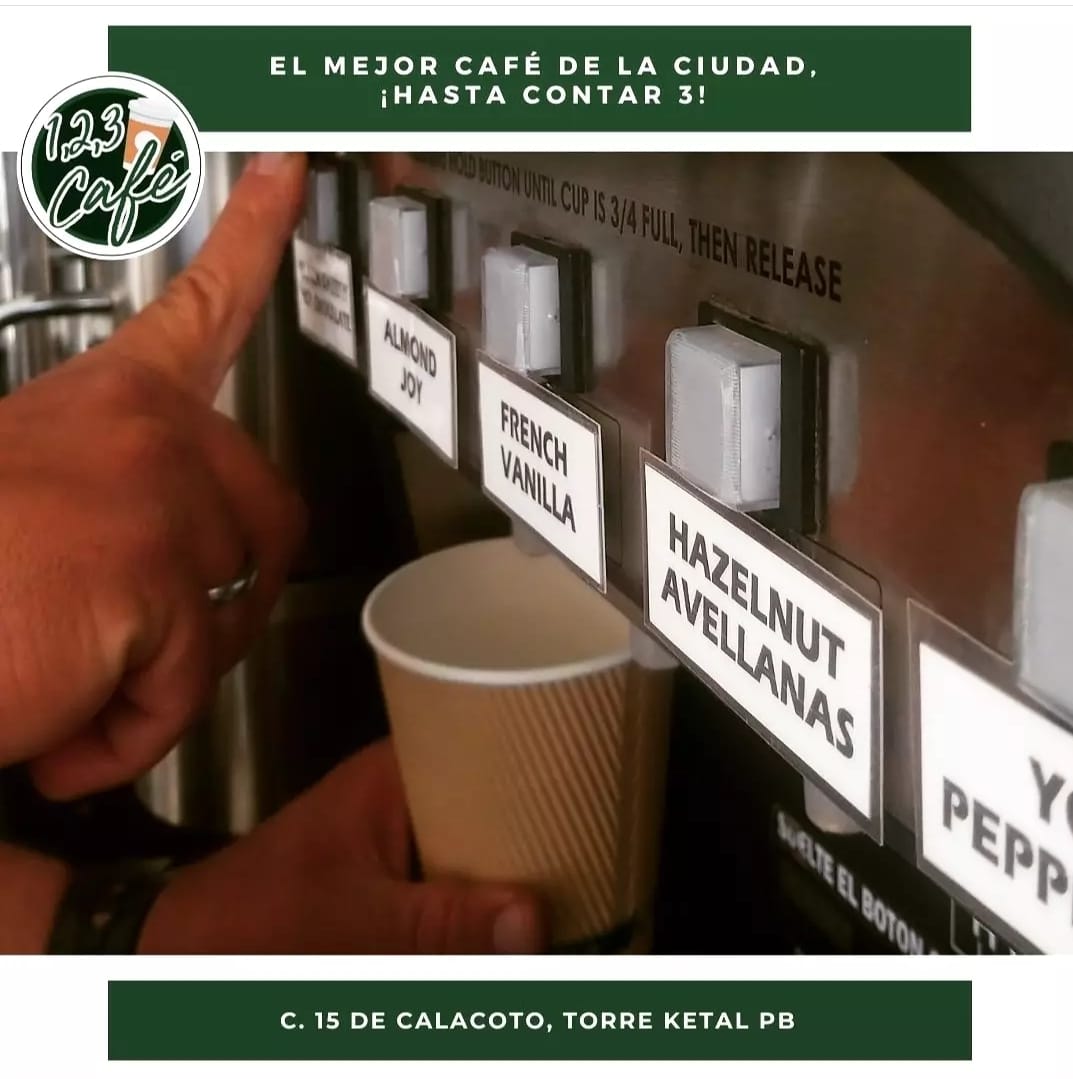 EL MEJOR CAFÉ DE LA CIUDAD,
¡HASTA CONTAR 3!
1,2,3
Café
HOLD BUTTON UNTIL CUP IS 3/4 FULL, THEN RELEASE
ALMOND
JOY
FRENCH
VANILLA
HAZELNUT
AVELLANAS
SUELTE EL BOTON
C. 15 DE CALACOTO, TORRE KETAL PB